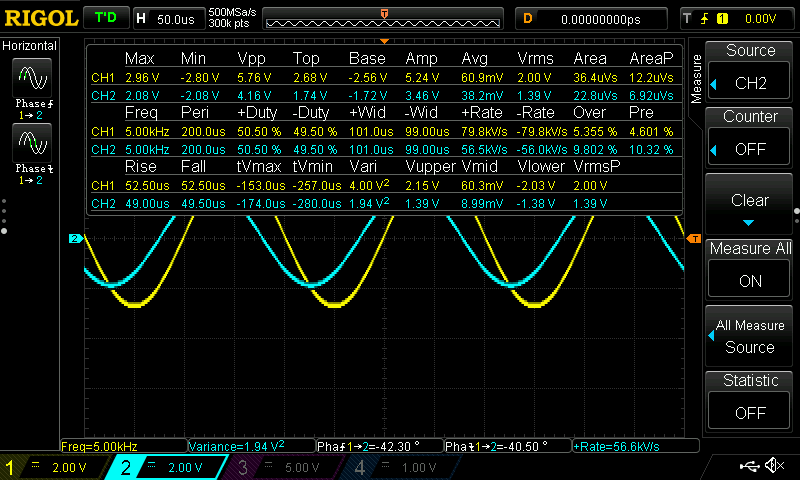 RIGOL T'D H 50.0us 500MSa/s 300k pts T D 0.00000000ps T 1 0.00V
Horizontal
Phase 1→2
Phase 1→2
Max Min Vpp Top Base Amp Avg Vrms Area AreaP
CH1 2.96 V -2.80 V 5.76 V 2.68 V -2.56 V 5.24 V 60.9mV 2.00 V 36.4uVs 12.2uVs
CH2 2.08 V -2.08 V 4.16 V 1.74 V -1.72 V 3.46 V 38.2mV 1.39 V 22.8uVs 6.92uVs
Freq Peri +Duty -Duty +Wid -Wid +Rate -Rate Over Pre
CH1 5.00kHz 200.0us 50.50 % 49.50 % 101.0us 99.00us 79.8kV/s -79.8kV/s 5.355 % 4.601 %
CH2 5.00kHz 200.0us 50.50 % 49.50 % 101.0us 99.00us 56.5kV/s -56.0kV/s 9.802 % 10.32 %
Rise Fall tVmax tVmin Vari Vupper Vmid Vlower VrmsP
CH1 52.50us 52.50us -153.0us -257.0us 4.00 V² 2.15 V 60.3mV -2.03 V 2.00 V
CH2 49.00us 49.50us -174.0us -280.0us 1.94 V² 1.39 V 8.99mV -1.38 V 1.39 V
2
T
Measure
Source
CH2
Counter
OFF
Clear
Measure All
ON
All Measure
Source
Statistic
OFF
Freq=5.00kHz Variance=1.94 V² Pha 1→2=-42.30 ° Pha 1→2=-40.50 ° +Rate=56.6kV/s
1 2.00 V 2 2.00 V 3 5.00 V 4 1.00 V